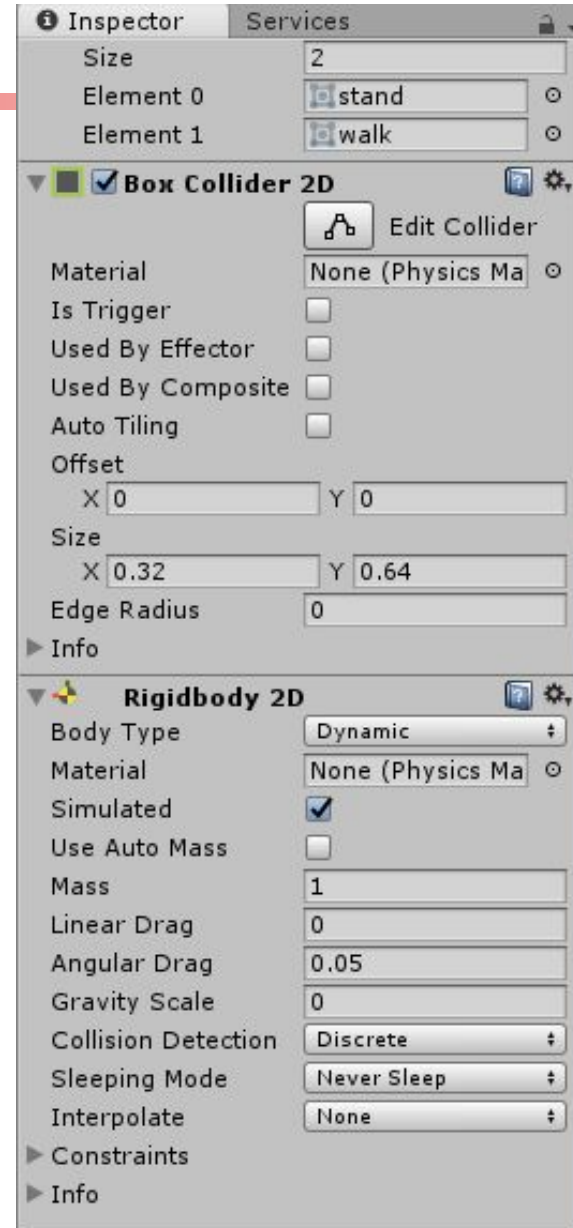 Inspector Services
Size 2
Element 0 stand
Element 1 walk
Box Collider 2D
Edit Collider
Material None (Physics Ma
Is Trigger
Used By Effector
Used By Composite
Auto Tiling
Offset
X 0 Y 0
Size
X 0.32 Y 0.64
Edge Radius 0
Info
Rigidbody 2D
Body Type Dynamic
Material None (Physics Ma
Simulated
Use Auto Mass
Mass 1
Linear Drag 0
Angular Drag 0.05
Gravity Scale 0
Collision Detection Discrete
Sleeping Mode Never Sleep
Interpolate None
Constraints
Info